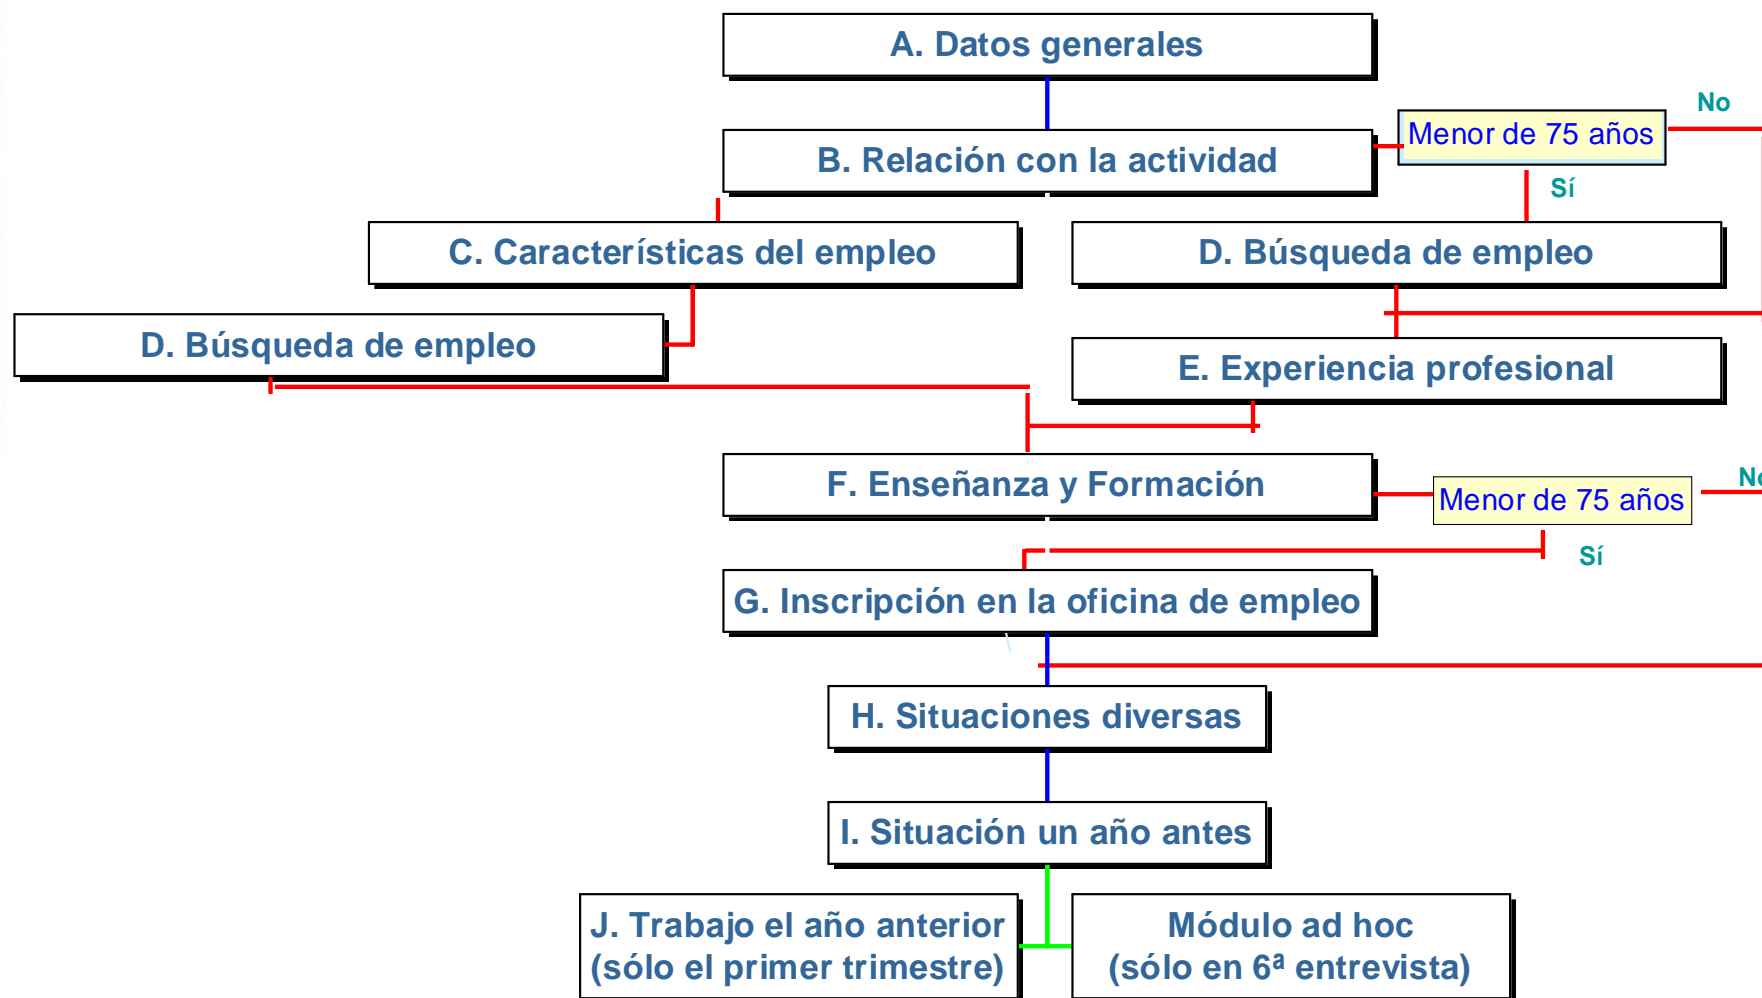 A. Datos generales
No
Menor de 75 años
B. Relación con la actividad
Sí
C. Características del empleo
D. Búsqueda de empleo
D. Búsqueda de empleo
E. Experiencia profesional
F. Enseñanza y Formación
No
Menor de 75 años
Sí
G. Inscripción en la oficina de empleo
H. Situaciones diversas
I. Situación un año antes
J. Trabajo el año anterior
(sólo el primer trimestre)
Módulo ad hoc
(sólo en 6ª entrevista)